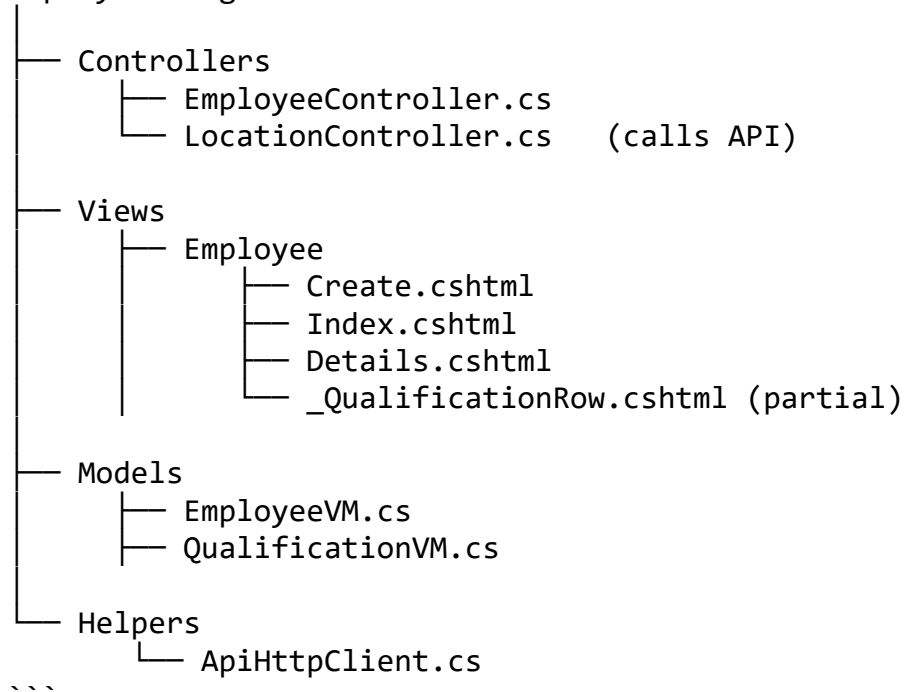 ├── Controllers
│     ├── EmployeeController.cs
│     └── LocationController.cs   (calls API)
│
├── Views
│     ├── Employee
│     │     ├── Create.cshtml
│     │     ├── Index.cshtml
│     │     ├── Details.cshtml
│     │     └── _QualificationRow.cshtml (partial)
│
├── Models
│     ├── EmployeeVM.cs
│     ├── QualificationVM.cs
│
└── Helpers
      └── ApiHttpClient.cs
```